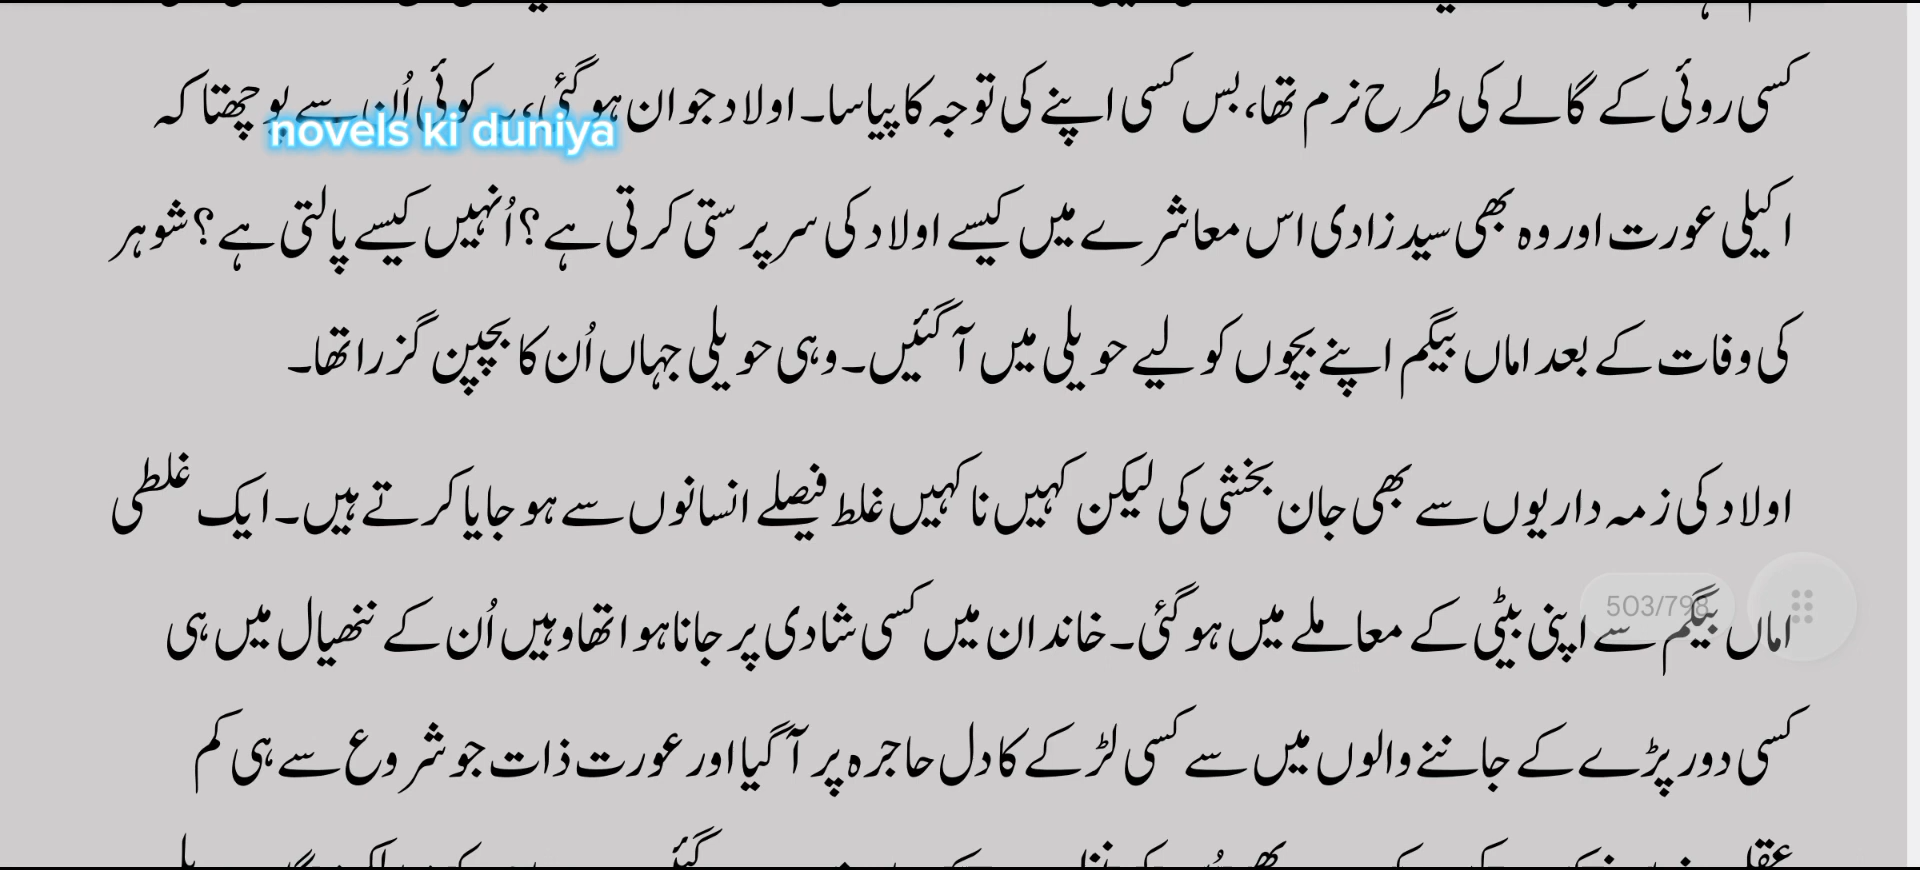 کسی روئی کے گالے کی طرح نرم تھا، بس کسی اپنے کی توجہ کا پیاسا۔ اولاد جوان ہو گئی، کوئی اُن سے پوچھتا کہ
novels ki duniya
اکیلی عورت اور وہ بھی سید زادی اس معاشرے میں کیسے اولاد کی سرپرستی کرتی ہے؟ اُنہیں کیسے پالتی ہے؟ شوہر
کی وفات کے بعد اماں بیگم اپنے بچوں کو لیے حویلی میں آ گئیں۔ وہی حویلی جہاں اُن کا بچپن گزرا تھا۔
اولاد کی زمہ داریوں سے بھی جان بخشی کی لیکن کہیں نا کہیں غلط فیصلے انسانوں سے ہو جایا کرتے ہیں۔ ایک غلطی
503/798
اماں بیگم سے اپنی بیٹی کے معاملے میں ہو گئی۔ خاندان میں کسی شادی پر جانا ہوا تھا وہیں اُن کے ننھیال میں ہی
کسی دور پڑے کے جاننے والوں میں سے کسی لڑکے کا دل حاجرہ پر آ گیا اور عورت ذات جو شروع سے ہی کم